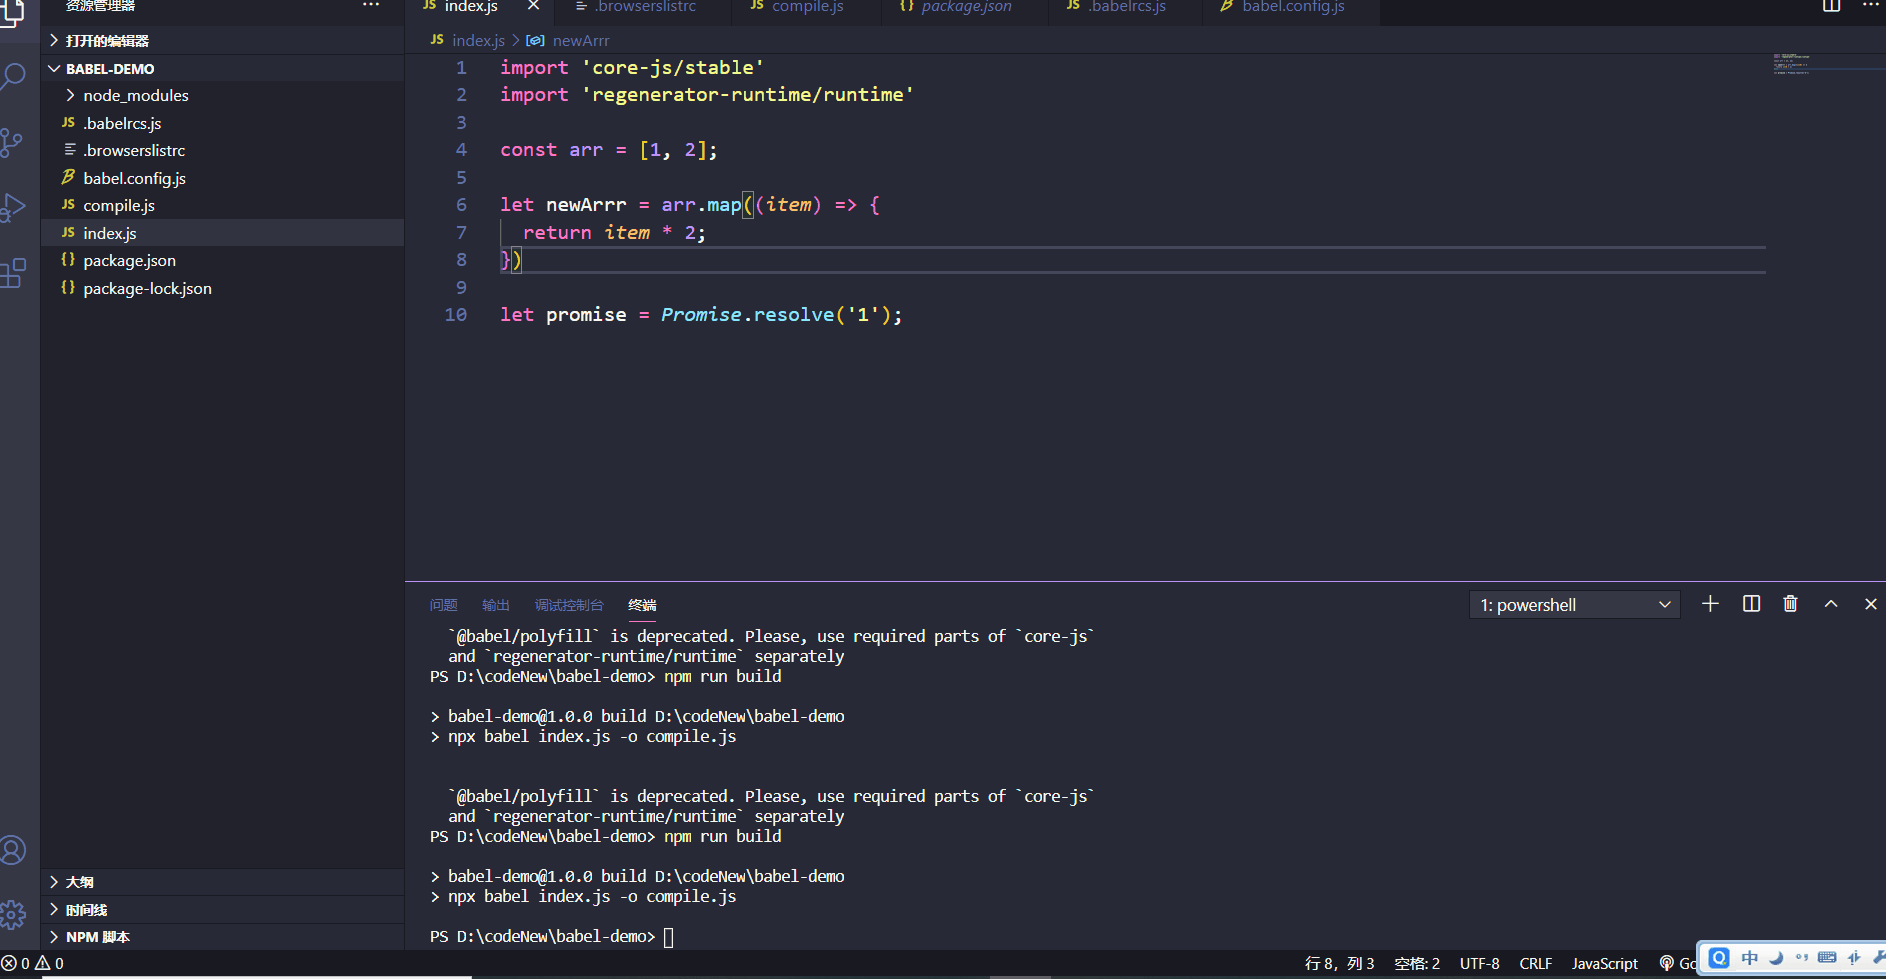 资源管理器
index.js
.browserslistrc
compile.js
package.json
.babelrcs.js
babel.config.js
打开的编辑器
BABEL-DEMO
node_modules
.babelrcs.js
.browserslistrc
babel.config.js
compile.js
index.js
package.json
package-lock.json
大纲
时间线
NPM 脚本
JS index.js > newArrr
1 import 'core-js/stable'
2 import 'regenerator-runtime/runtime'
3
4 const arr = [1, 2];
5
6 let newArrr = arr.map((item) => {
7 return item * 2;
8 })
9
10 let promise = Promise.resolve('1');
问题 输出 调试控制台 终端
1: powershell
`@babel/polyfill` is deprecated. Please, use required parts of `core-js`
and `regenerator-runtime/runtime` separately
PS D:\codeNew\babel-demo> npm run build
> babel-demo@1.0.0 build D:\codeNew\babel-demo
> npx babel index.js -o compile.js
`@babel/polyfill` is deprecated. Please, use required parts of `core-js`
and `regenerator-runtime/runtime` separately
PS D:\codeNew\babel-demo> npm run build
> babel-demo@1.0.0 build D:\codeNew\babel-demo
> npx babel index.js -o compile.js
PS D:\codeNew\babel-demo>
0 0
行 8, 列 3 空格: 2 UTF-8 CRLF JavaScript Go
中